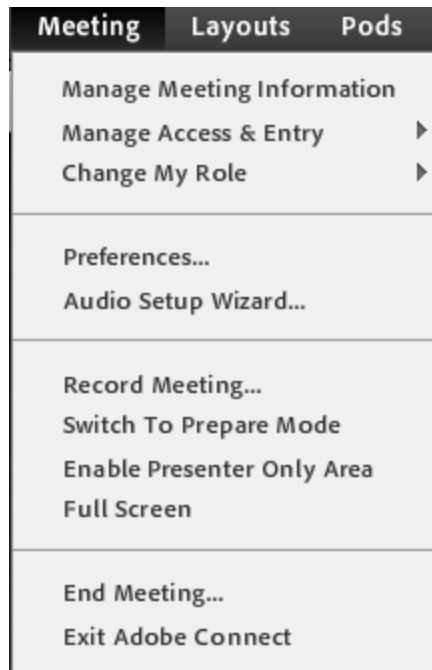 Meeting Layouts Pods
Manage Meeting Information
Manage Access & Entry
Change My Role
Preferences...
Audio Setup Wizard...
Record Meeting...
Switch To Prepare Mode
Enable Presenter Only Area
Full Screen
End Meeting...
Exit Adobe Connect